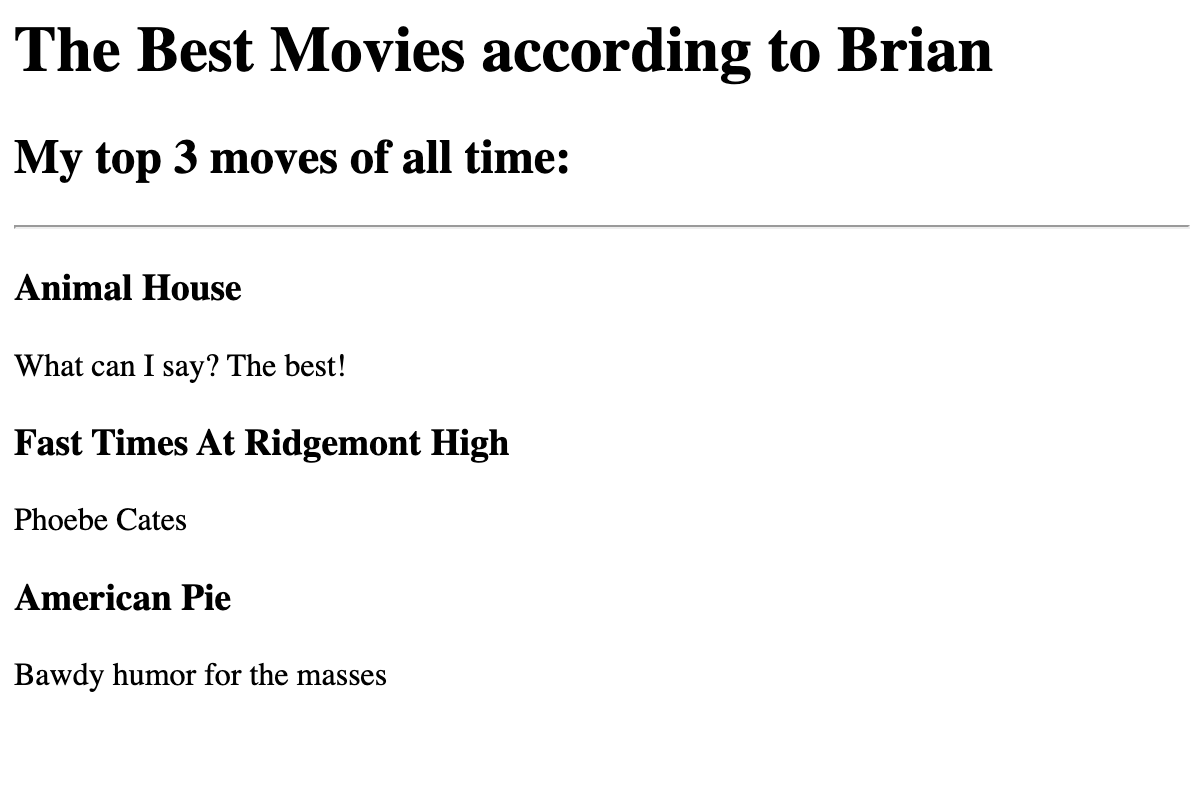 The Best Movies according to Brian
My top 3 moves of all time:
Animal House
What can I say? The best!
Fast Times At Ridgemont High
Phoebe Cates
American Pie
Bawdy humor for the masses